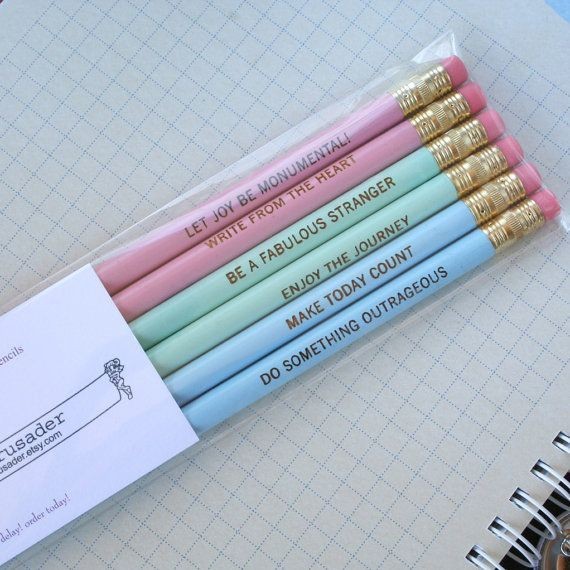 LET JOY BE MONUMENTAL!
WRITE FROM THE HEART
BE A FABULOUS STRANGER
ENJOY THE JOURNEY
MAKE TODAY COUNT
DO SOMETHING OUTRAGEOUS
encils
rusader
usader.etsy.com
delay! order today!